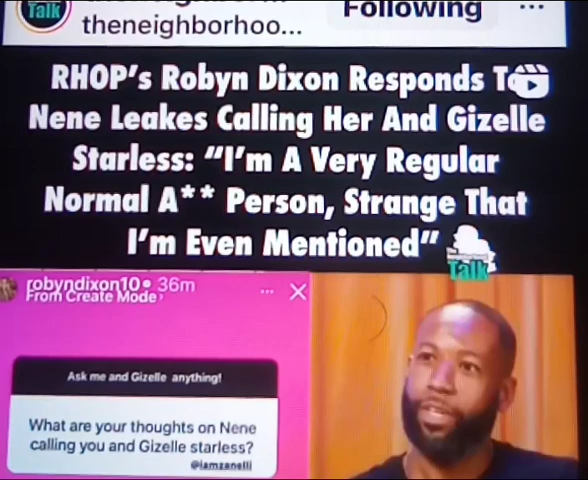 Talk
theneighborhoo...
Following
RHOP'S Robyn Dixon Responds To
Nene Leakes Calling Her And Gizelle
Starless: “I'm A Very Regular
Normal A** Person, Strange That
I'm Even Mentioned”
Talk
robyndixon10 36m
From Create Mode ›
Ask me and Gizelle anything!
What are your thoughts on Nene
calling you and Gizelle starless?
@iamzanelli